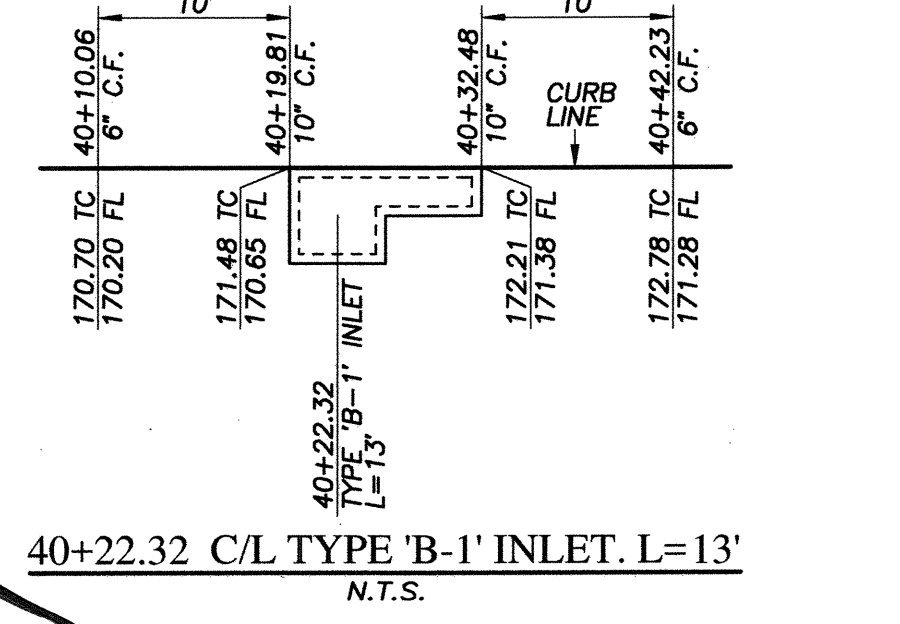 10'
10'
40+10.06
6" C.F.
40+19.81
10" C.F.
40+32.48
10" C.F.
40+42.23
6" C.F.
CURB
LINE
170.70 TC
170.20 FL
171.48 TC
170.65 FL
172.21 TC
171.38 FL
172.78 TC
171.28 FL
40+22.32
TYPE 'B-1' INLET
L=13'
40+22.32 C/L TYPE 'B-1' INLET. L=13'
N.T.S.